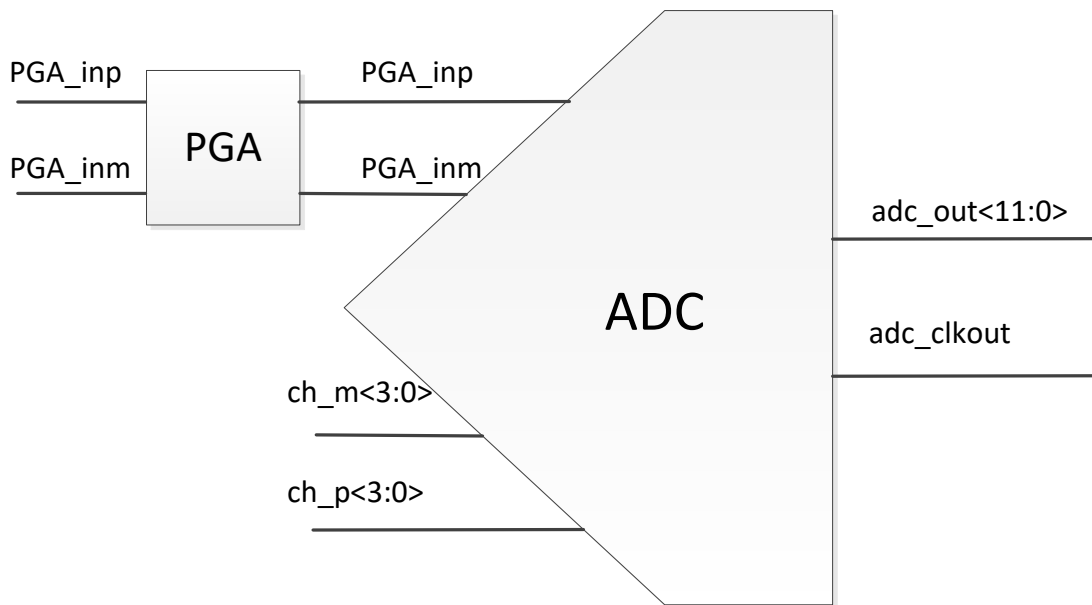 PGA_inp
PGA_inp
PGA
PGA_inm
PGA_inm
adc_out<11:0>
ADC
adc_clkout
ch_m<3:0>
ch_p<3:0>